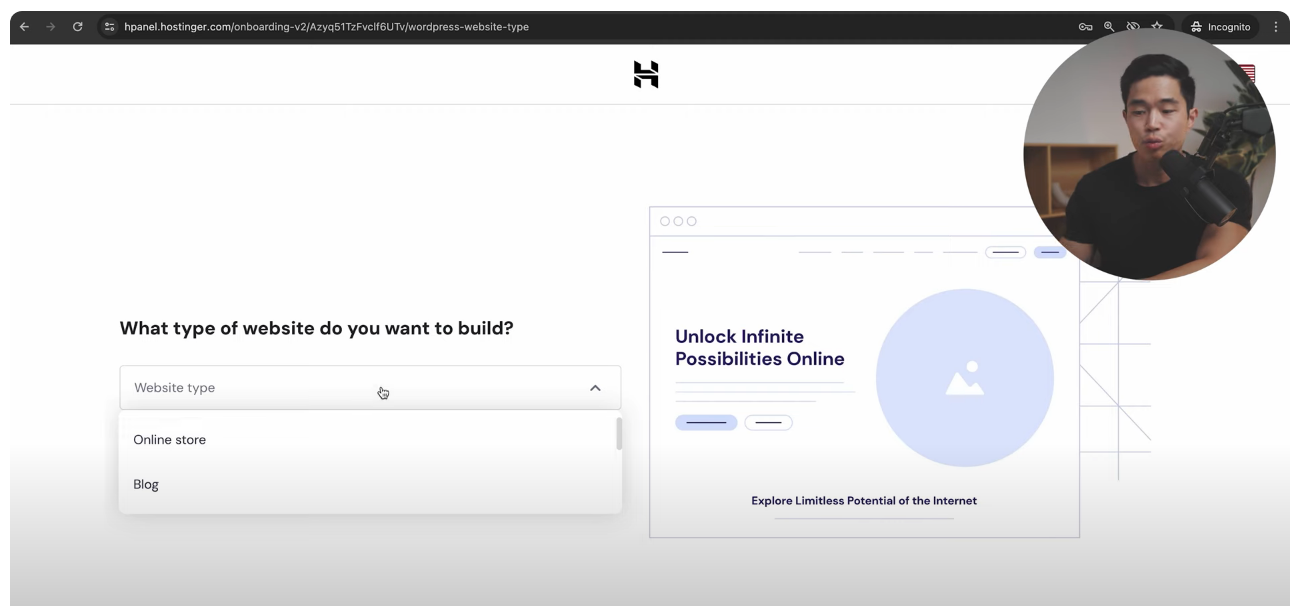 hpanel.hostinger.com/onboarding-v2/Azyq51TzFvclf6UTv/wordpress-website-type
Incognito
What type of website do you want to build?
Website type
Online store
Blog
Unlock Infinite
Possibilities Online
Explore Limitless Potential of the Internet